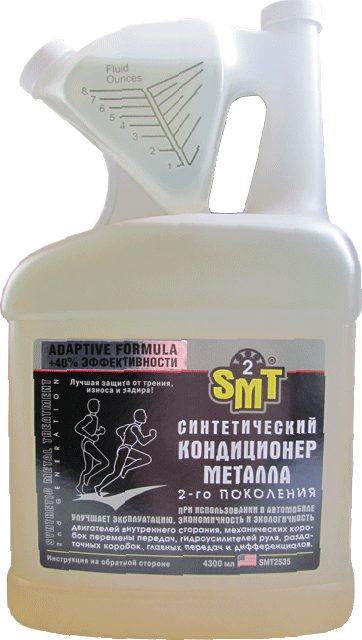 Fluid
Ounces
8
7
6
5
4
3
2
1
ADAPTIVE FORMULA
+40% ЭФФЕКТИВНОСТИ
Лучшая защита от трения,
износа и задира!
SYNTHETIC METAL TREATMENT
2nd GENERATION
2
SMT
СИНТЕТИЧЕСКИЙ
КОНДИЦИОНЕР
МЕТАЛЛА
2-го ПОКОЛЕНИЯ
ПРИ ИСПОЛЬЗОВАНИИ В АВТОМОБИЛЕ
УЛУЧШАЕТ ЭКСПЛУАТАЦИЮ, ЭКОНОМИЧНОСТЬ И ЭКОЛОГИЧНОСТЬ
двигателей внутреннего сгорания, механических коро-
бок перемены передач, гидроусилителей руля, разда-
точных коробок, главных передач и дифференциалов.
Инструкция на обратной стороне 4300 мл SMT2535